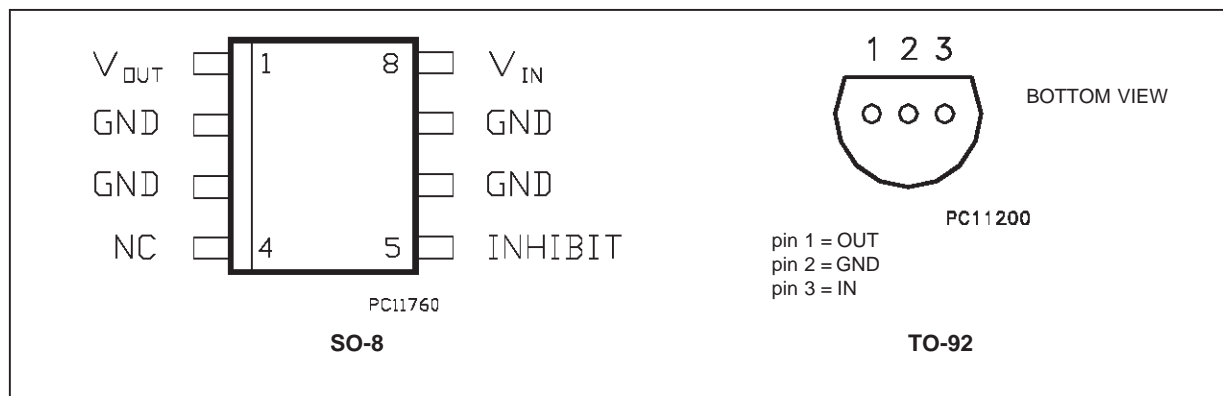 V OUT 1 8 V IN
GND GND
GND GND
NC 4 5 INHIBIT
PC11760
SO-8
1 2 3
BOTTOM VIEW
PC11200
pin 1 = OUT
pin 2 = GND
pin 3 = IN
TO-92